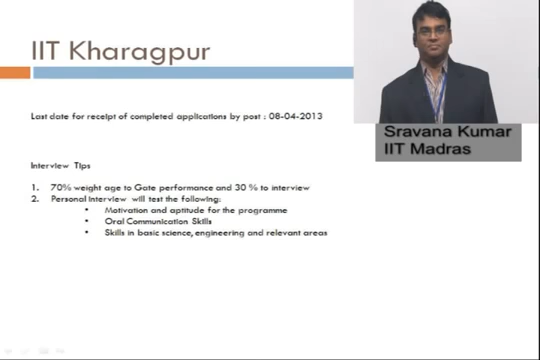 IIT Kharagpur
Last date for receipt of completed applications by post : 08-04-2013
Sravana Kumar
IIT Madras
Interview Tips
1. 70% weight age to Gate performance and 30 % to interview
2. Personal Interview will test the following:
• Motivation and aptitude for the programme
• Oral Communication Skills
• Skills in basic science, engineering and relevant areas